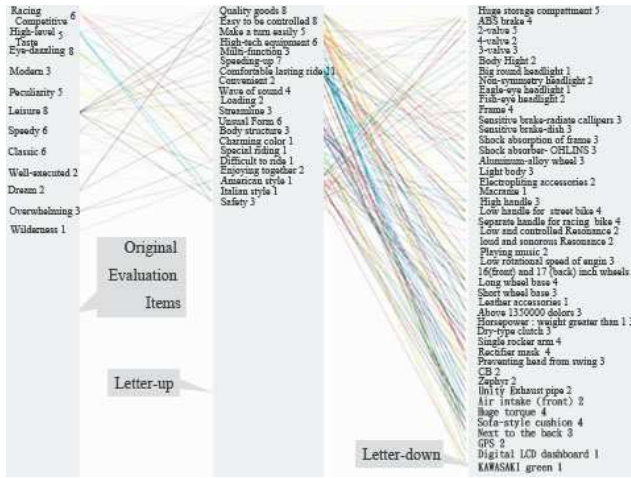 Racing
Competitive 6
High-level 5
Taste
Eye-dazzling 8
Modern 3
Peculiarity 5
Leisure 8
Speedy 6
Classic 6
Well-executed 2
Dream 2
Overwhelming 3
Wilderness 1
Original
Evaluation
Items
Letter-up
Quality goods 8
Easy to be controlled 8
Make a turn easily 5
High-tech equipment 6
Multi-function 3
Speeding-up 7
Comfortable lasting ride 11
Convenient 2
Wave of sound 4
Loading 2
Streamline 3
Unsual Form 6
Body structure 3
Charming color 1
Special riding 1
Difficult to ride 1
Enjoying together 2
American style 1
Italian style 1
Safety 3
Letter-down
Huge storage compattment 5
ABS brake 4
2-valve 5
4-valve 2
3-valve 3
Body Hight 2
Big round headlight 1
Non-symmetry headlight 2
Eagle-eye headlight 1
Fish-eye headlight 2
Frame 4
Sensitive brake-radiate callipers 3
Sensitive brake-dish 3
Shock absorption of frame 3
Shock absorber- OHLINS 3
Aluminum-alloy wheel 3
Light body 3
Electropliting accessories 2
Macrame 1
High handle 3
Low handle for street bike 4
Separate handle for racing bike 4
Low and controlled Resonance 2
loud and sonorous Resonance 2
Playing music 2
Low rotational speed of engin 3
16(front) and 17 (back) inch wheels
Long wheel base 4
Short wheel base 3
Leather accessories 1
Above 1350000 dolors 3
Horsepower : weight greater than 1 3
Dry-type clutch 3
Single rocker arm 4
Rectifier mask 4
Preventing head from swing 3
CB 2
Zephyr 2
Unity Exhaust pipe 2
Air intake (front) 2
Huge torque 4
Sofa-style cushion 4
Next to the back 3
GPS 2
Digital LCD dashboard 1
KAWASAKI green 1